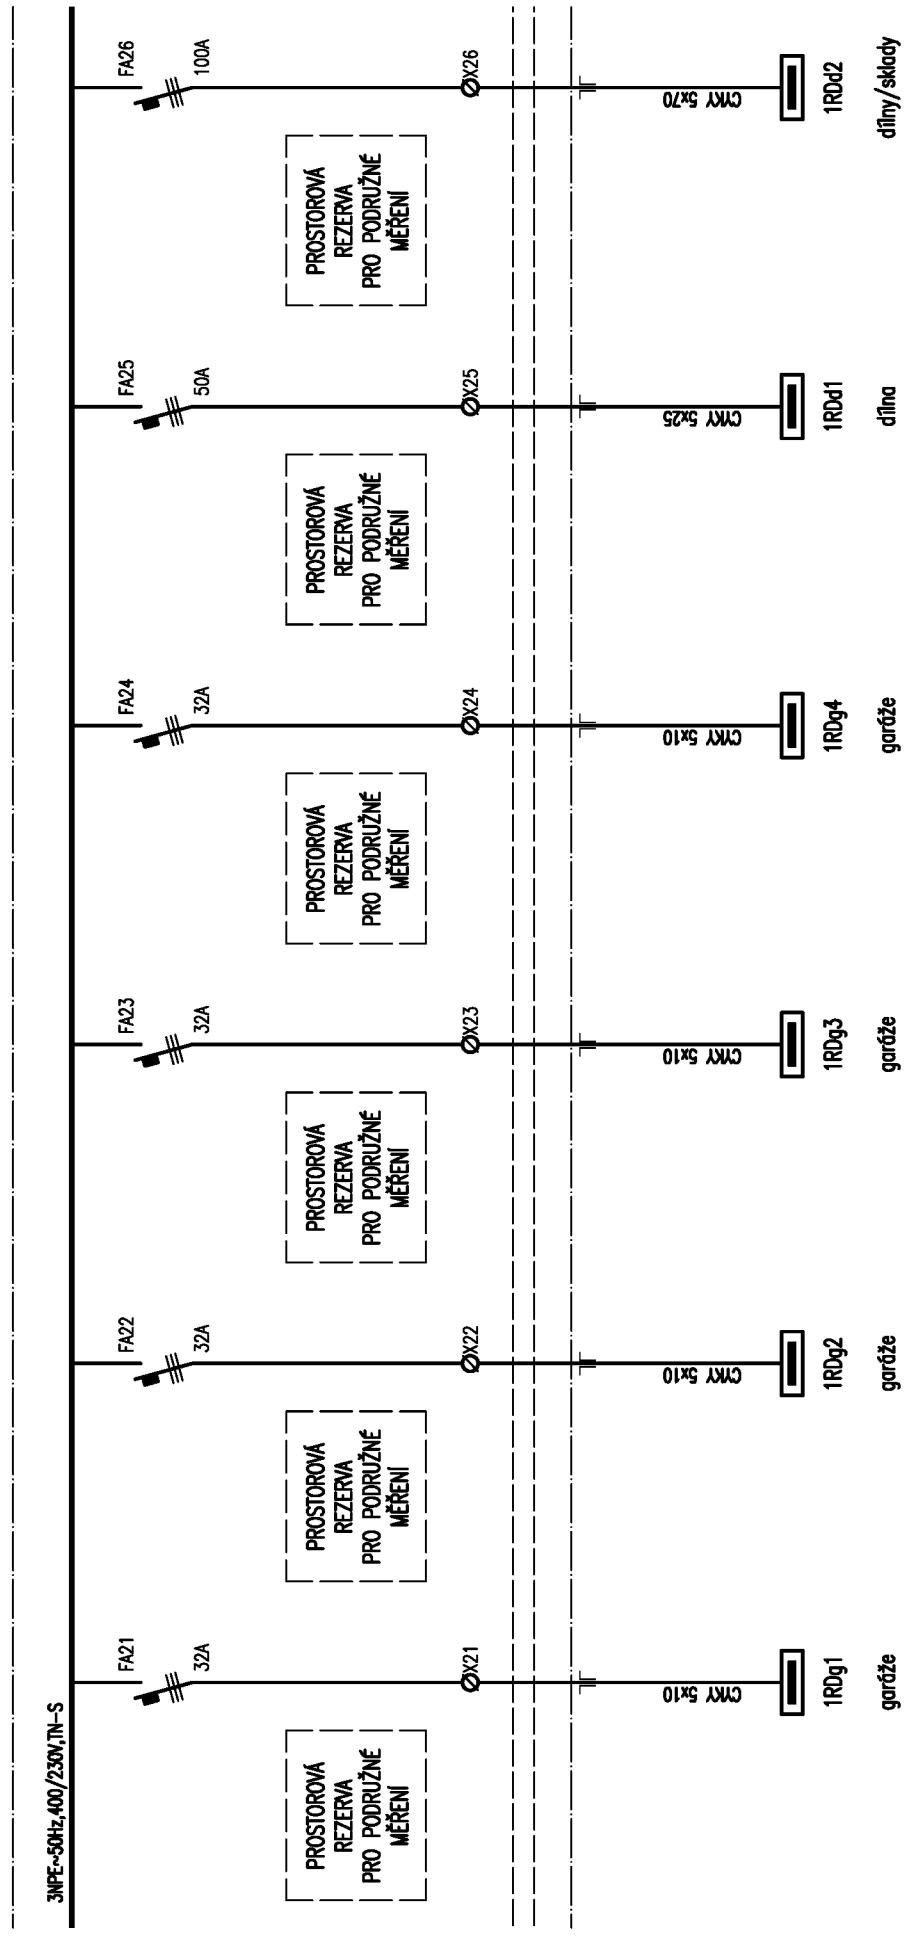 3NPE~50Hz,400/230V,TN-S
FA21
32A
PROSTOROVÁ
REZERVA
PRO PODRUŽNÉ
MĚŘENÍ
X21
CYKY 5x10
1RDg1
garáže
FA22
32A
PROSTOROVÁ
REZERVA
PRO PODRUŽNÉ
MĚŘENÍ
X22
CYKY 5x10
1RDg2
garáže
FA23
32A
PROSTOROVÁ
REZERVA
PRO PODRUŽNÉ
MĚŘENÍ
X23
CYKY 5x10
1RDg3
garáže
FA24
32A
PROSTOROVÁ
REZERVA
PRO PODRUŽNÉ
MĚŘENÍ
X24
CYKY 5x10
1RDg4
garáže
FA25
50A
PROSTOROVÁ
REZERVA
PRO PODRUŽNÉ
MĚŘENÍ
X25
CYKY 5x25
1RDd1
dílna
FA26
100A
PROSTOROVÁ
REZERVA
PRO PODRUŽNÉ
MĚŘENÍ
X26
CYKY 5x70
1RDd2
dílny/sklady